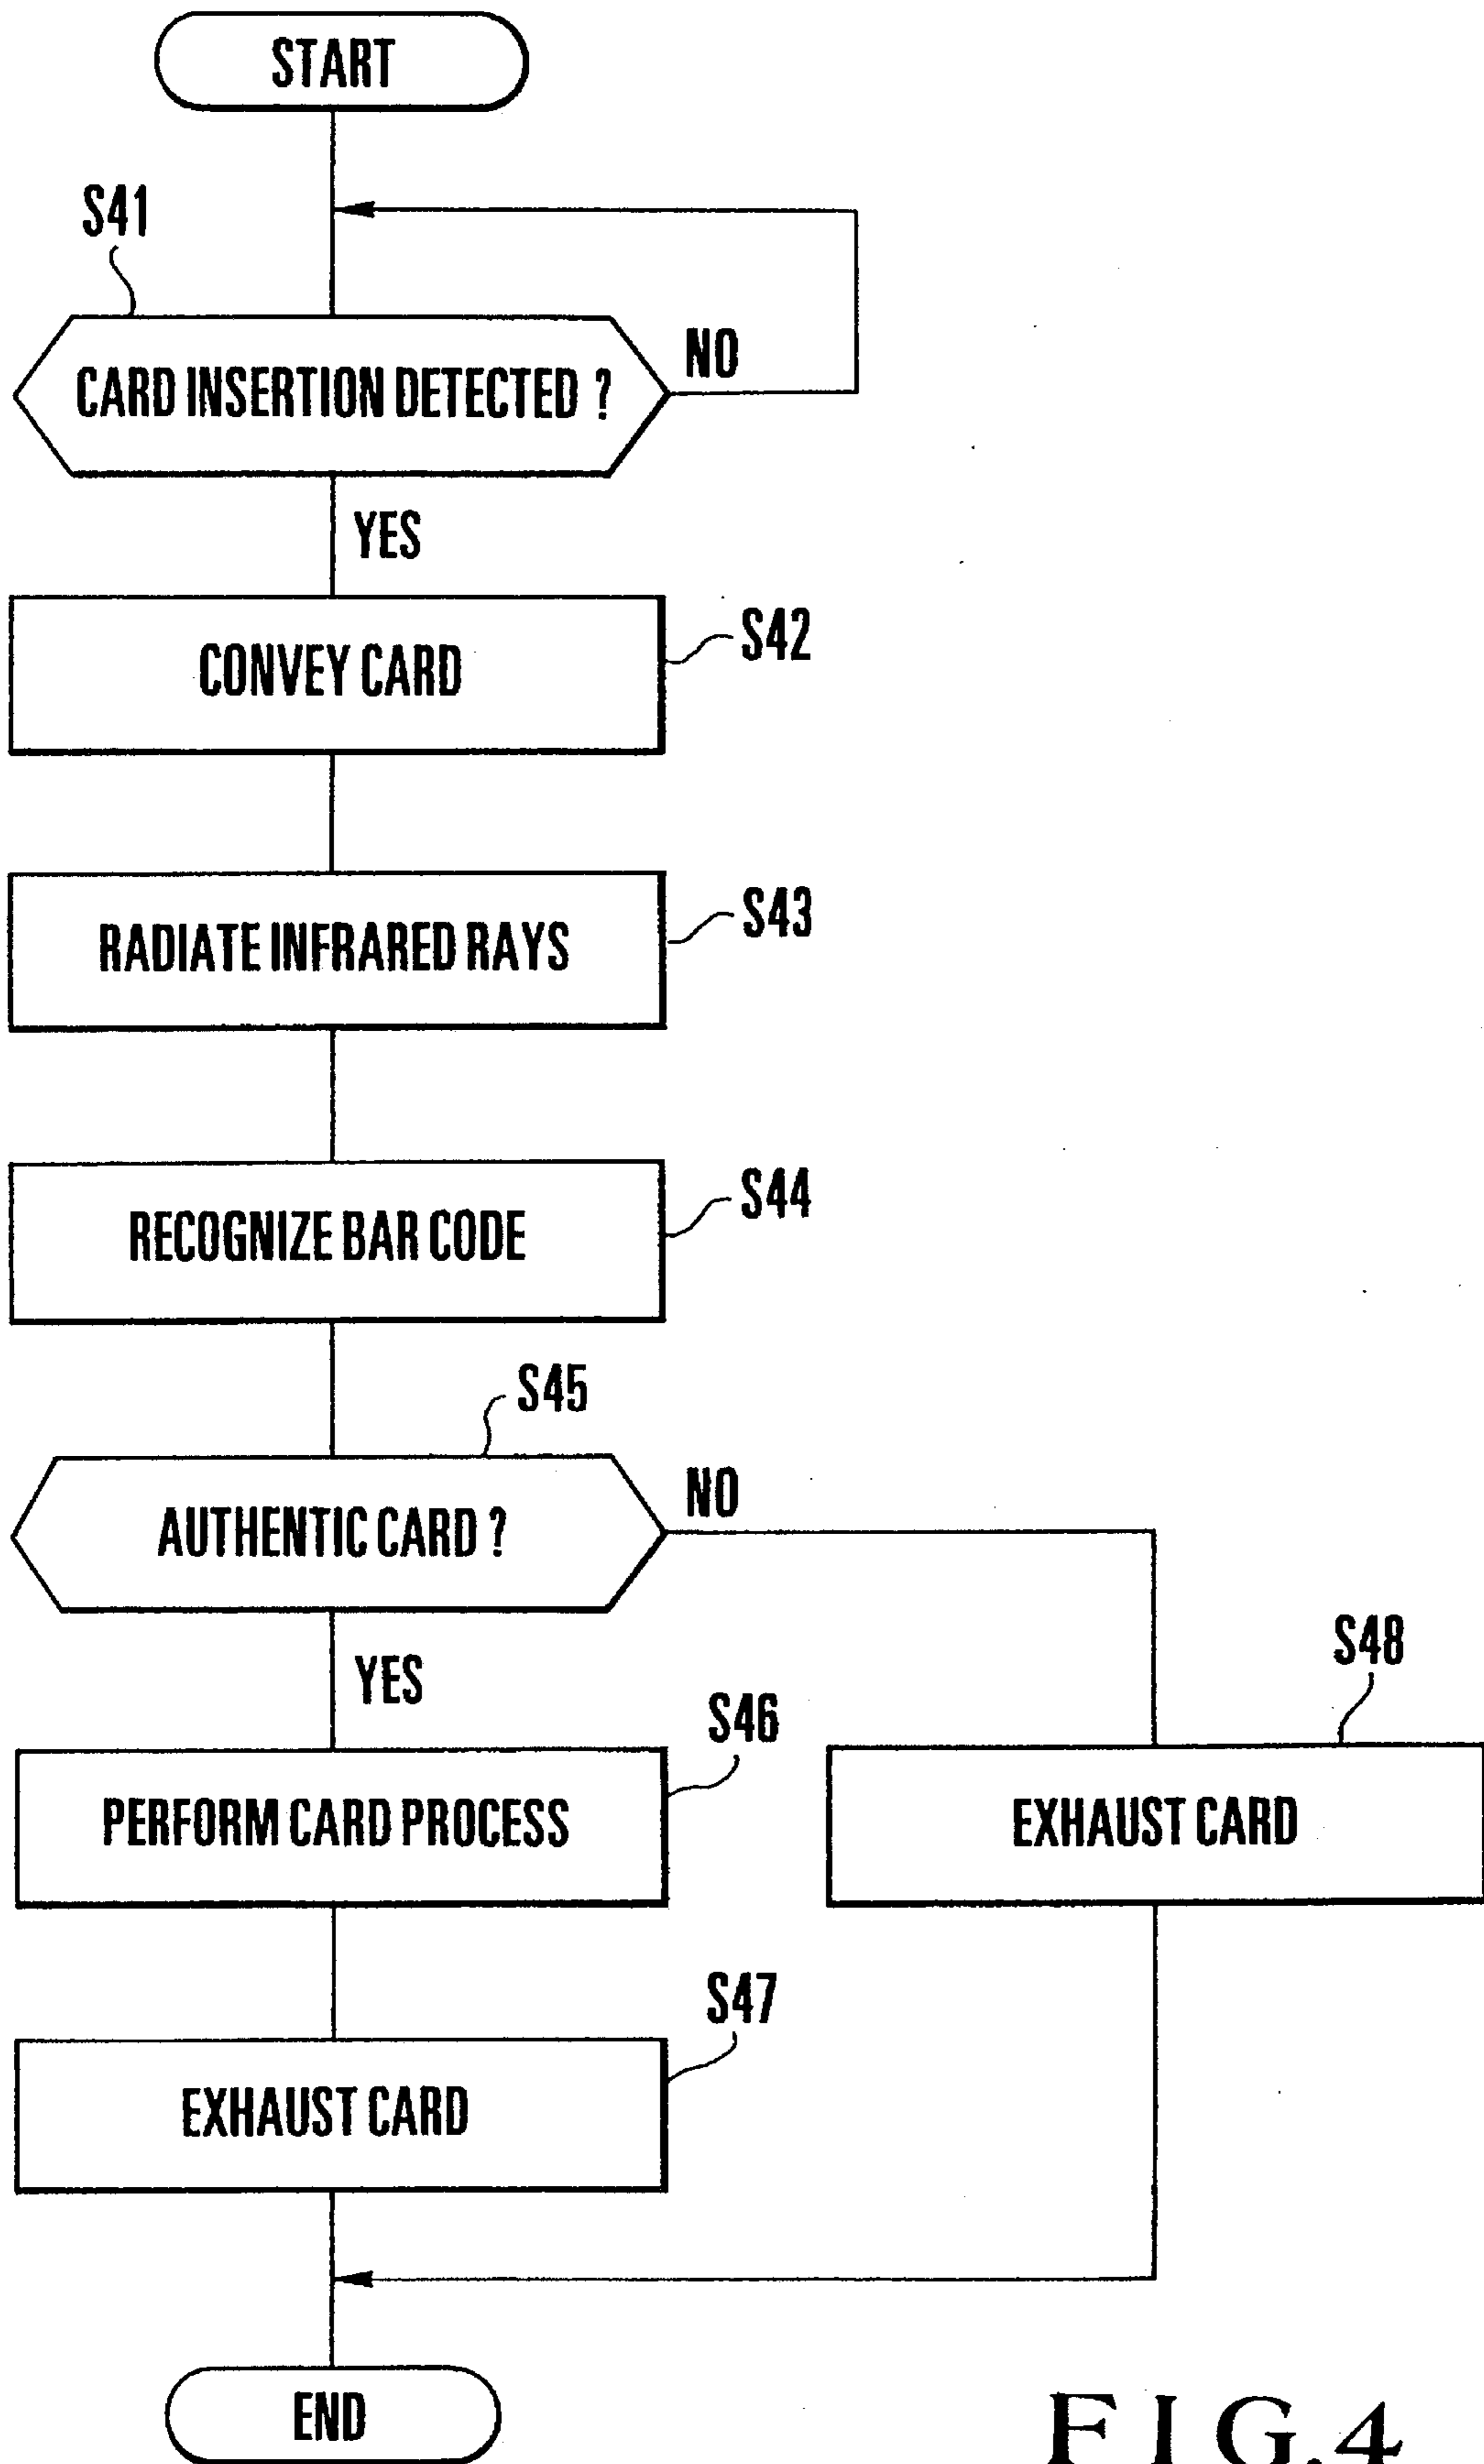 START
S41
CARD INSERTION DETECTED ?
NO
YES
CONVEY CARD
S42
RADIATE INFRARED RAYS
S43
RECOGNIZE BAR CODE
S44
S45
AUTHENTIC CARD ?
NO
YES
S46
PERFORM CARD PROCESS
S48
EXHAUST CARD
S47
EXHAUST CARD
END
FIG.4